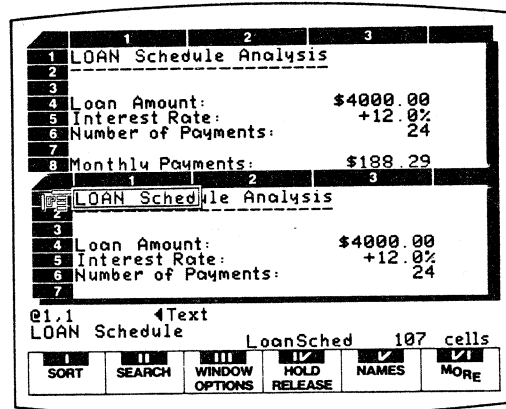 1 2 3
1 LOAN Schedule Analysis
2
3
4 Loan Amount: $4000.00
5 Interest Rate: +12.0%
6 Number of Payments: 24
7
8 Monthly Payments: $188.29
1 2 3
LOAN Schedule Analysis
2
3
4 Loan Amount: $4000.00
5 Interest Rate: +12.0%
6 Number of Payments: 24
7
@1,1 ◀Text
LOAN Schedule
LoanSched 107 cells
I II III IV V VI
SORT SEARCH WINDOW OPTIONS HOLD RELEASE NAMES MORE